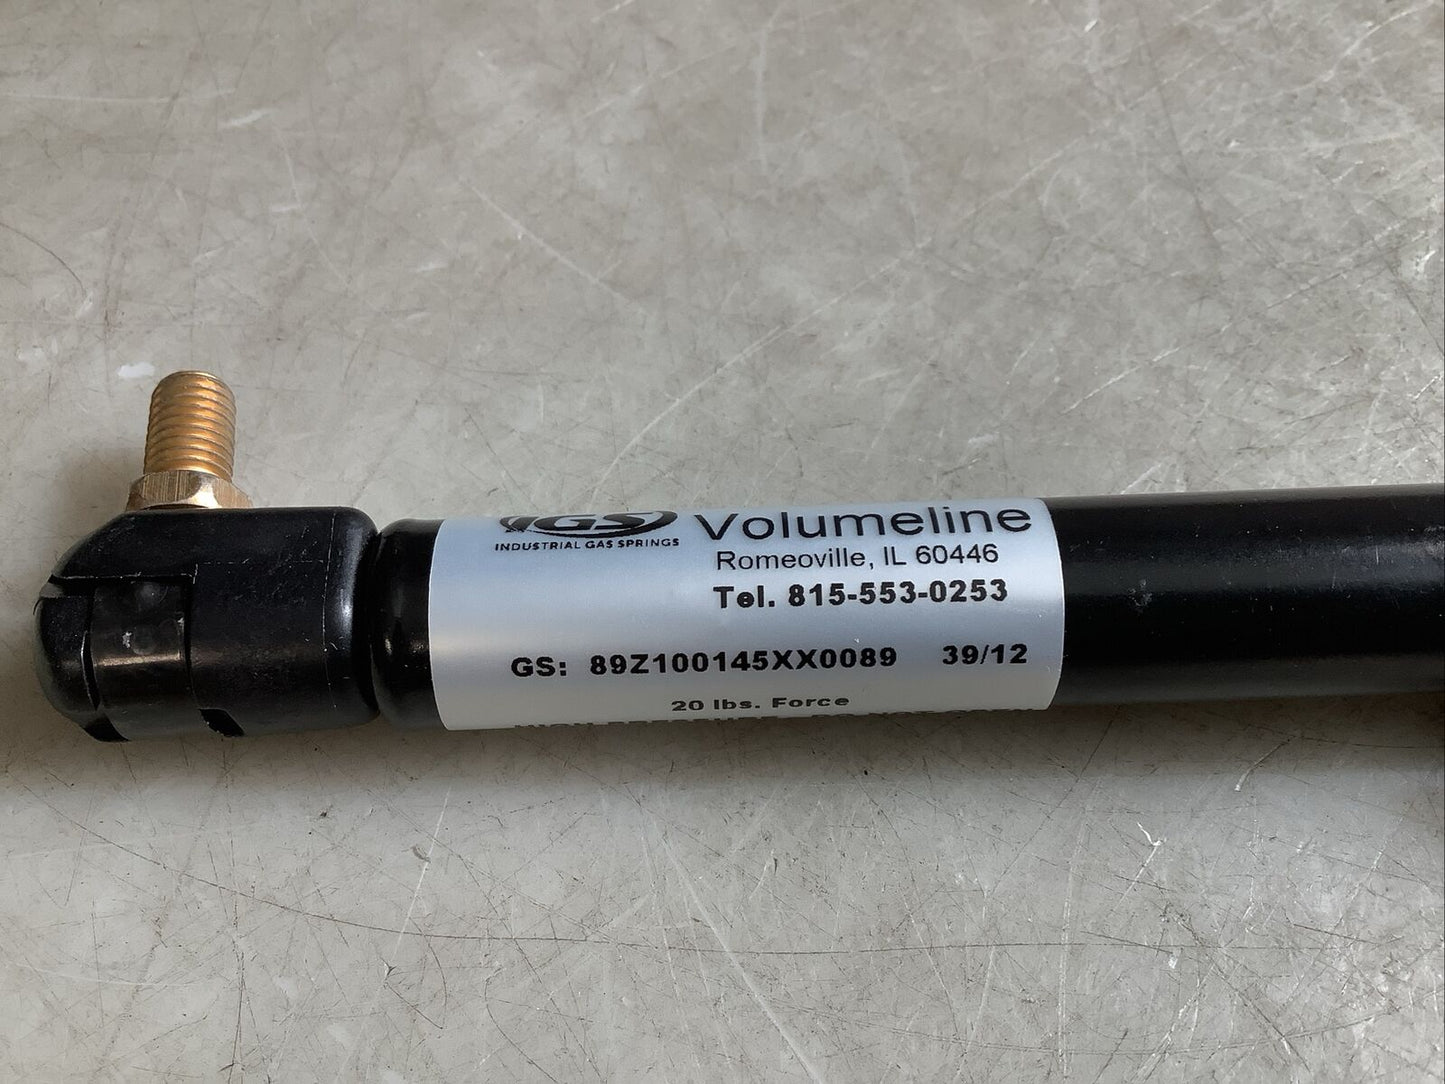 IGS Volumeline
INDUSTRIAL GAS SPRINGS
Romeoville, IL 60446
Tel. 815-553-0253
GS: 89Z100145XX0089 39/12
20 lbs. Force